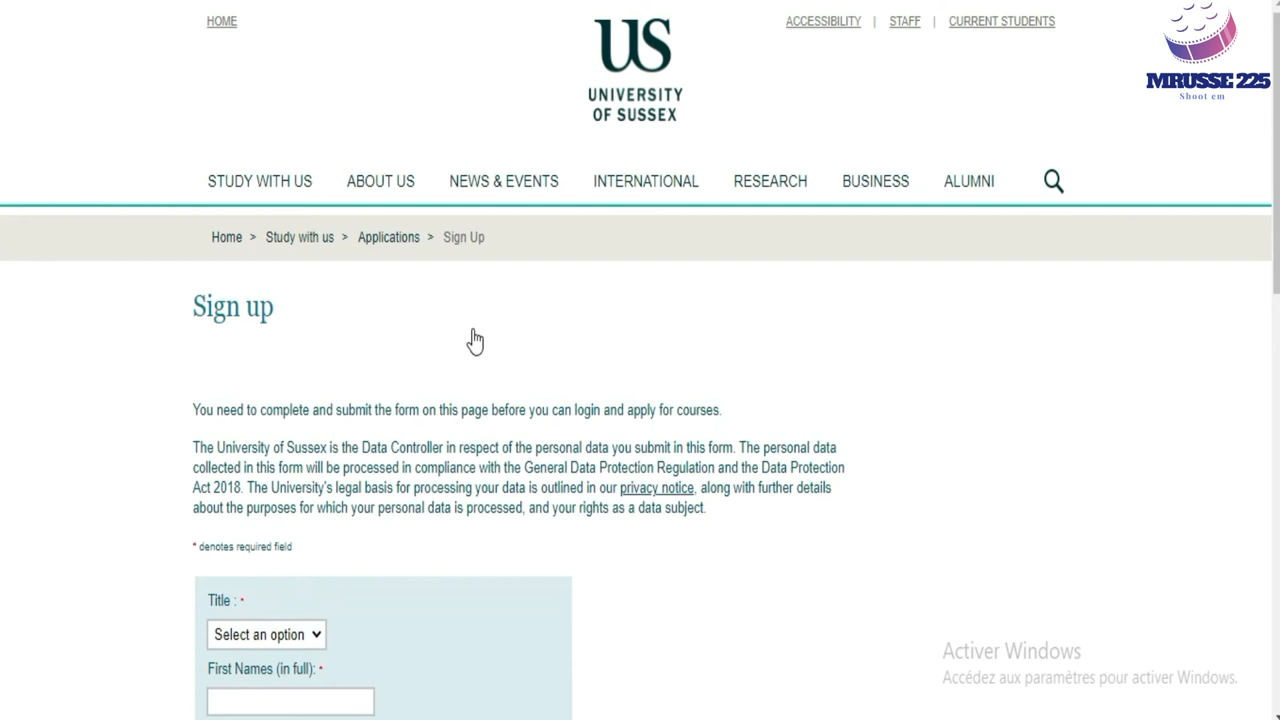 HOME
ACCESSIBILITY | STAFF | CURRENT STUDENTS
MRUSSE 225
Shoot em
US
UNIVERSITY
OF SUSSEX
STUDY WITH US ABOUT US NEWS & EVENTS INTERNATIONAL RESEARCH BUSINESS ALUMNI
Home > Study with us > Applications > Sign Up
Sign up
You need to complete and submit the form on this page before you can login and apply for courses.
The University of Sussex is the Data Controller in respect of the personal data you submit in this form. The personal data
collected in this form will be processed in compliance with the General Data Protection Regulation and the Data Protection
Act 2018. The University's legal basis for processing your data is outlined in our privacy notice, along with further details
about the purposes for which your personal data is processed, and your rights as a data subject.
* denotes required field
Title : *
Select an option
First Names (in full): *
Activer Windows
Accédez aux paramètres pour activer Windows.